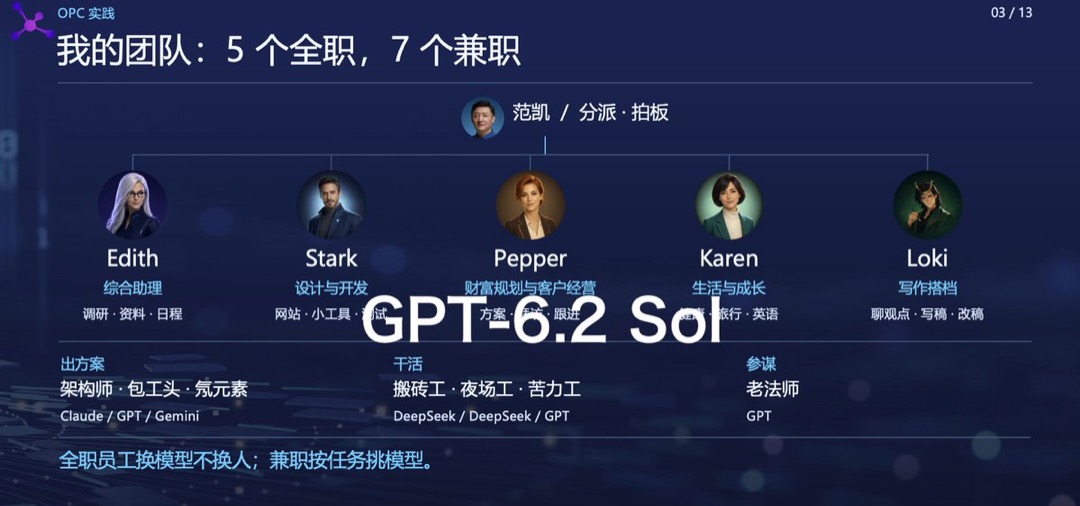 OPC 实践
03 / 13
我的团队：5 个全职，7 个兼职
范凯 / 分派 · 拍板
Edith
Stark
Pepper
Karen
Loki
综合助理
设计与开发
财富规划与客户经营
生活与成长
写作搭档
调研 · 资料 · 日程
网站 · 小工具 · 测试
方案 · 跟进
旅行 · 英语
聊观点 · 写稿 · 改稿
GPT-6.2 Sol
出方案
干活
参谋
架构师 · 包工头 · 氪元素
搬砖工 · 夜场工 · 苦力工
老法师
Claude / GPT / Gemini
DeepSeek / DeepSeek / GPT
GPT
全职员工换模型不换人；兼职按任务挑模型。